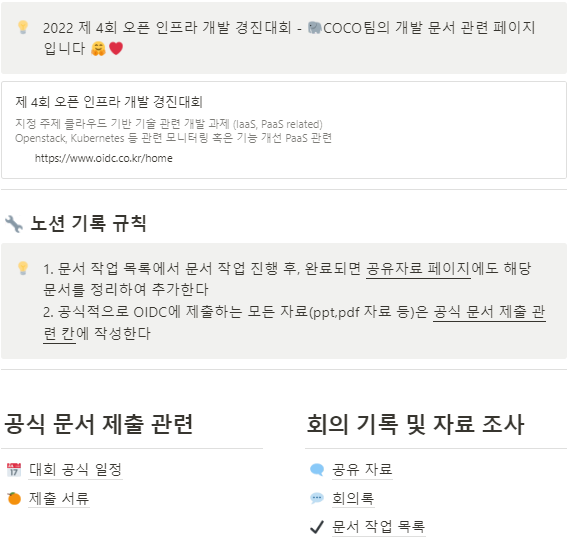 2022 제 4회 오픈 인프라 개발 경진대회 - 🐘COCO팀의 개발 문서 관련 페이지
입니다 🤗❤️
제 4회 오픈 인프라 개발 경진대회
지정 주제 클라우드 기반 기술 관련 개발 과제 (IaaS, PaaS related)
Openstack, Kubernetes 등 관련 모니터링 혹은 기능 개선 PaaS 관련
https://www.oidc.co.kr/home
노션 기록 규칙
1. 문서 작업 목록에서 문서 작업 진행 후, 완료되면 공유자료 페이지에도 해당
문서를 정리하여 추가한다
2. 공식적으로 OIDC에 제출하는 모든 자료(ppt,pdf 자료 등)은 공식 문서 제출 관
련 칸에 작성한다
공식 문서 제출 관련
대회 공식 일정
제출 서류
회의 기록 및 자료 조사
공유 자료
회의록
문서 작업 목록